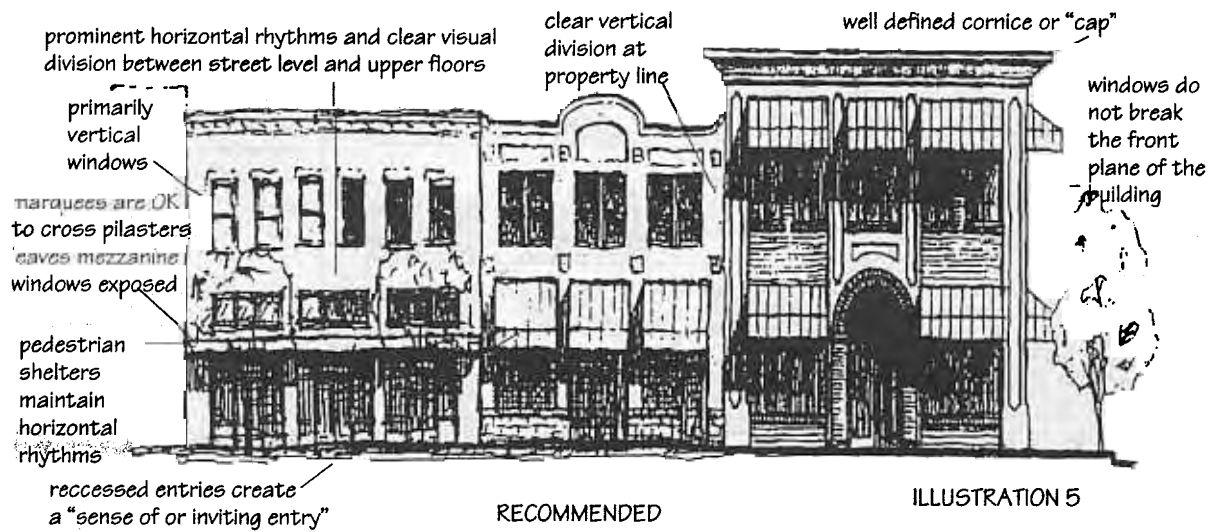 prominent horizontal rhythms and clear visual
division between street level and upper floors
clear vertical
division at
property line
well defined cornice or "cap"
primarily
vertical
windows
windows do
not break
the front
plane of the
building
marquees are OK
to cross pilasters
eaves mezzanine
windows exposed
pedestrian
shelters
maintain
horizontal
rhythms
reccessed entries create
a "sense of or inviting entry"
RECOMMENDED
ILLUSTRATION 5